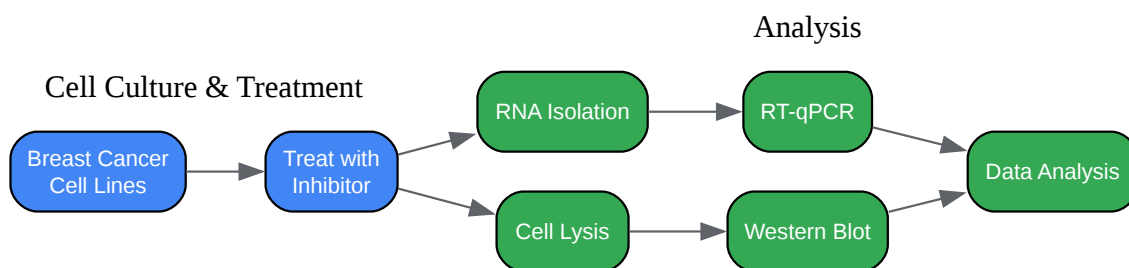 Analysis
Cell Culture & Treatment
RNA Isolation
RT-qPCR
Breast Cancer
Cell Lines
Treat with
Inhibitor
Data Analysis
Cell Lysis
Western Blot